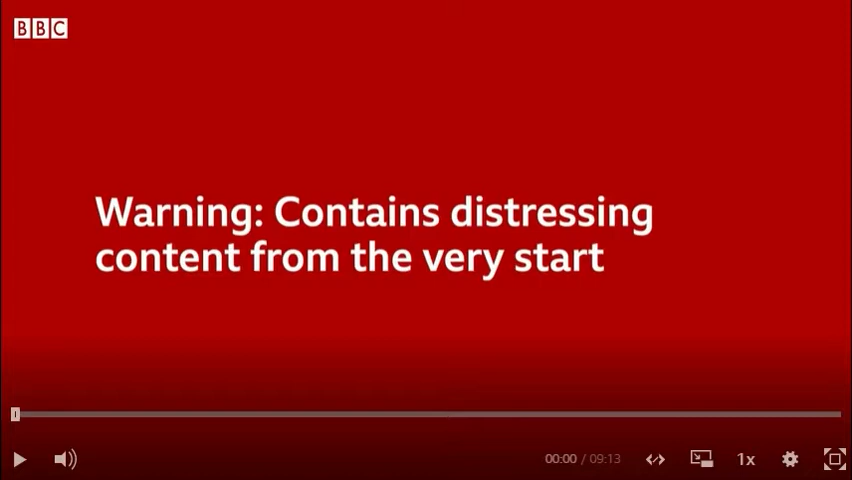 BBC
Warning: Contains distressing
content from the very start
00:00 / 09:13
1x